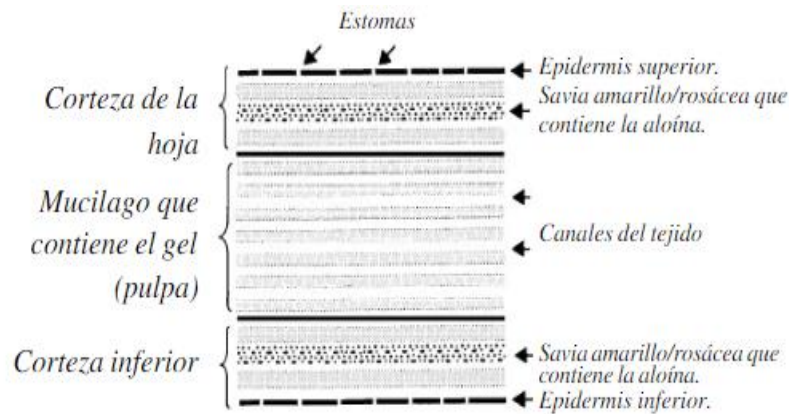 Estomas
Corteza de la
hoja
Epidermis superior.
Savia amarillo/rosácea que
contiene la aloína.
Mucilago que
contiene el gel
(pulpa)
Canales del tejido
Corteza inferior
Savia amarillo/rosácea que
contiene la aloína.
Epidermis inferior.